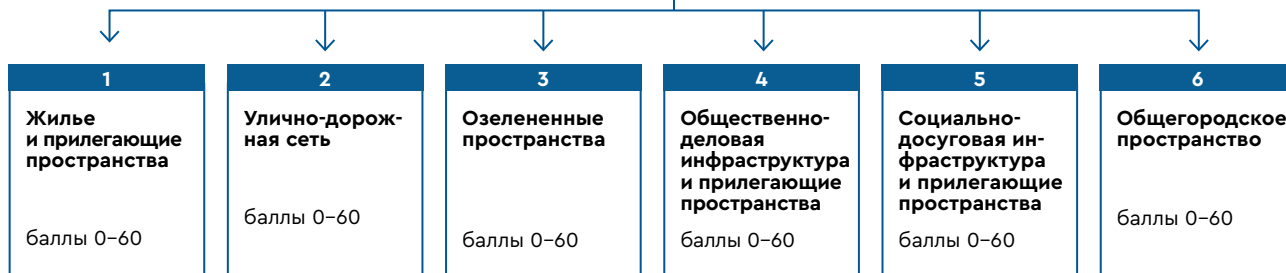 1
Жилье
и прилегающие
пространства
баллы 0–60
2
Улично-дорож-
ная сеть
баллы 0–60
3
Озелененные
пространства
баллы 0–60
4
Общественно-
деловая
инфраструктура
и прилегающие
пространства
баллы 0–60
5
Социально-
досуговая ин-
фраструктура
и прилегающие
пространства
баллы 0–60
6
Общегородское
пространство
баллы 0–60